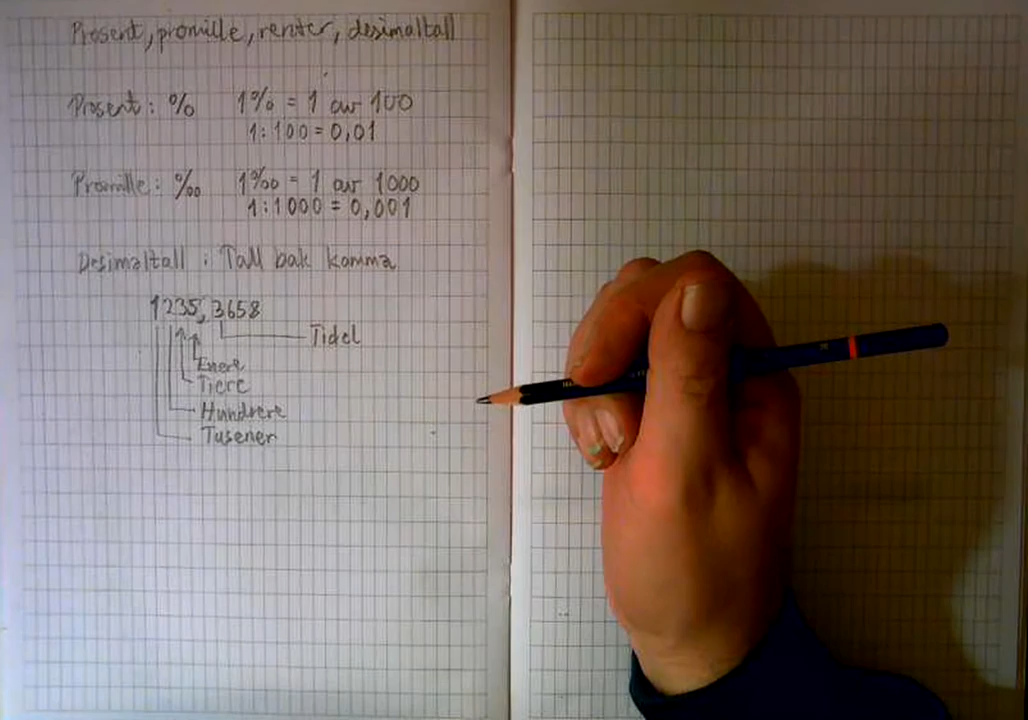 Prosent, promille, renter, desimaltall
Prosent: % 1% = 1 av 100
1:100 = 0,01
Promille: ‰ 1‰ = 1 av 1000
1:1000 = 0,001
Desimaltall: Tall bak komma
1235,3658
Tidel
Enere
Tiere
Hundrere
Tusener